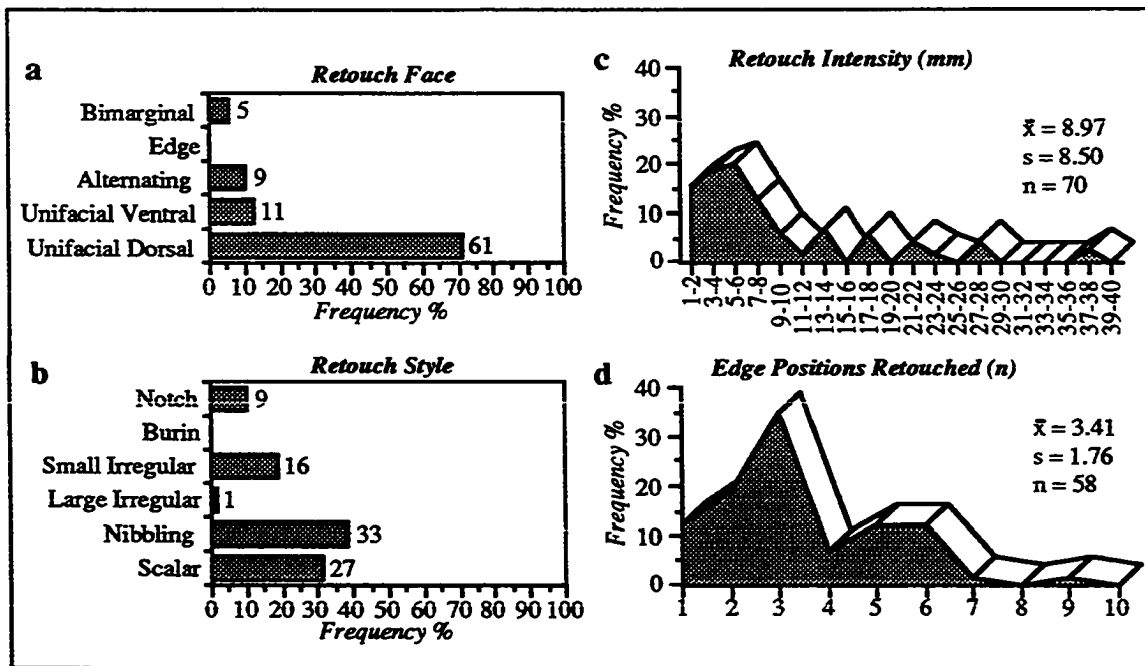 a
Retouch Face
Bimarginal 5
Edge
Alternating 9
Unifacial Ventral 11
Unifacial Dorsal 61
0 10 20 30 40 50 60 70 80 90 100
Frequency %
b
Retouch Style
Notch 9
Burin
Small Irregular 16
Large Irregular 1
Nibbling 33
Scalar 27
0 10 20 30 40 50 60 70 80 90 100
Frequency %
c
Retouch Intensity (mm)
Frequency %
40
30
20
10
0
x̄ = 8.97
s = 8.50
n = 70
1-2 3-4 5-6 7-8 9-10 11-12 13-14 15-16 17-18 19-20 21-22 23-24 25-26 27-28 29-30 31-32 33-34 35-36 37-38 39-40
d
Edge Positions Retouched (n)
Frequency %
40
30
20
10
0
x̄ = 3.41
s = 1.76
n = 58
1 2 3 4 5 6 7 8 9 10